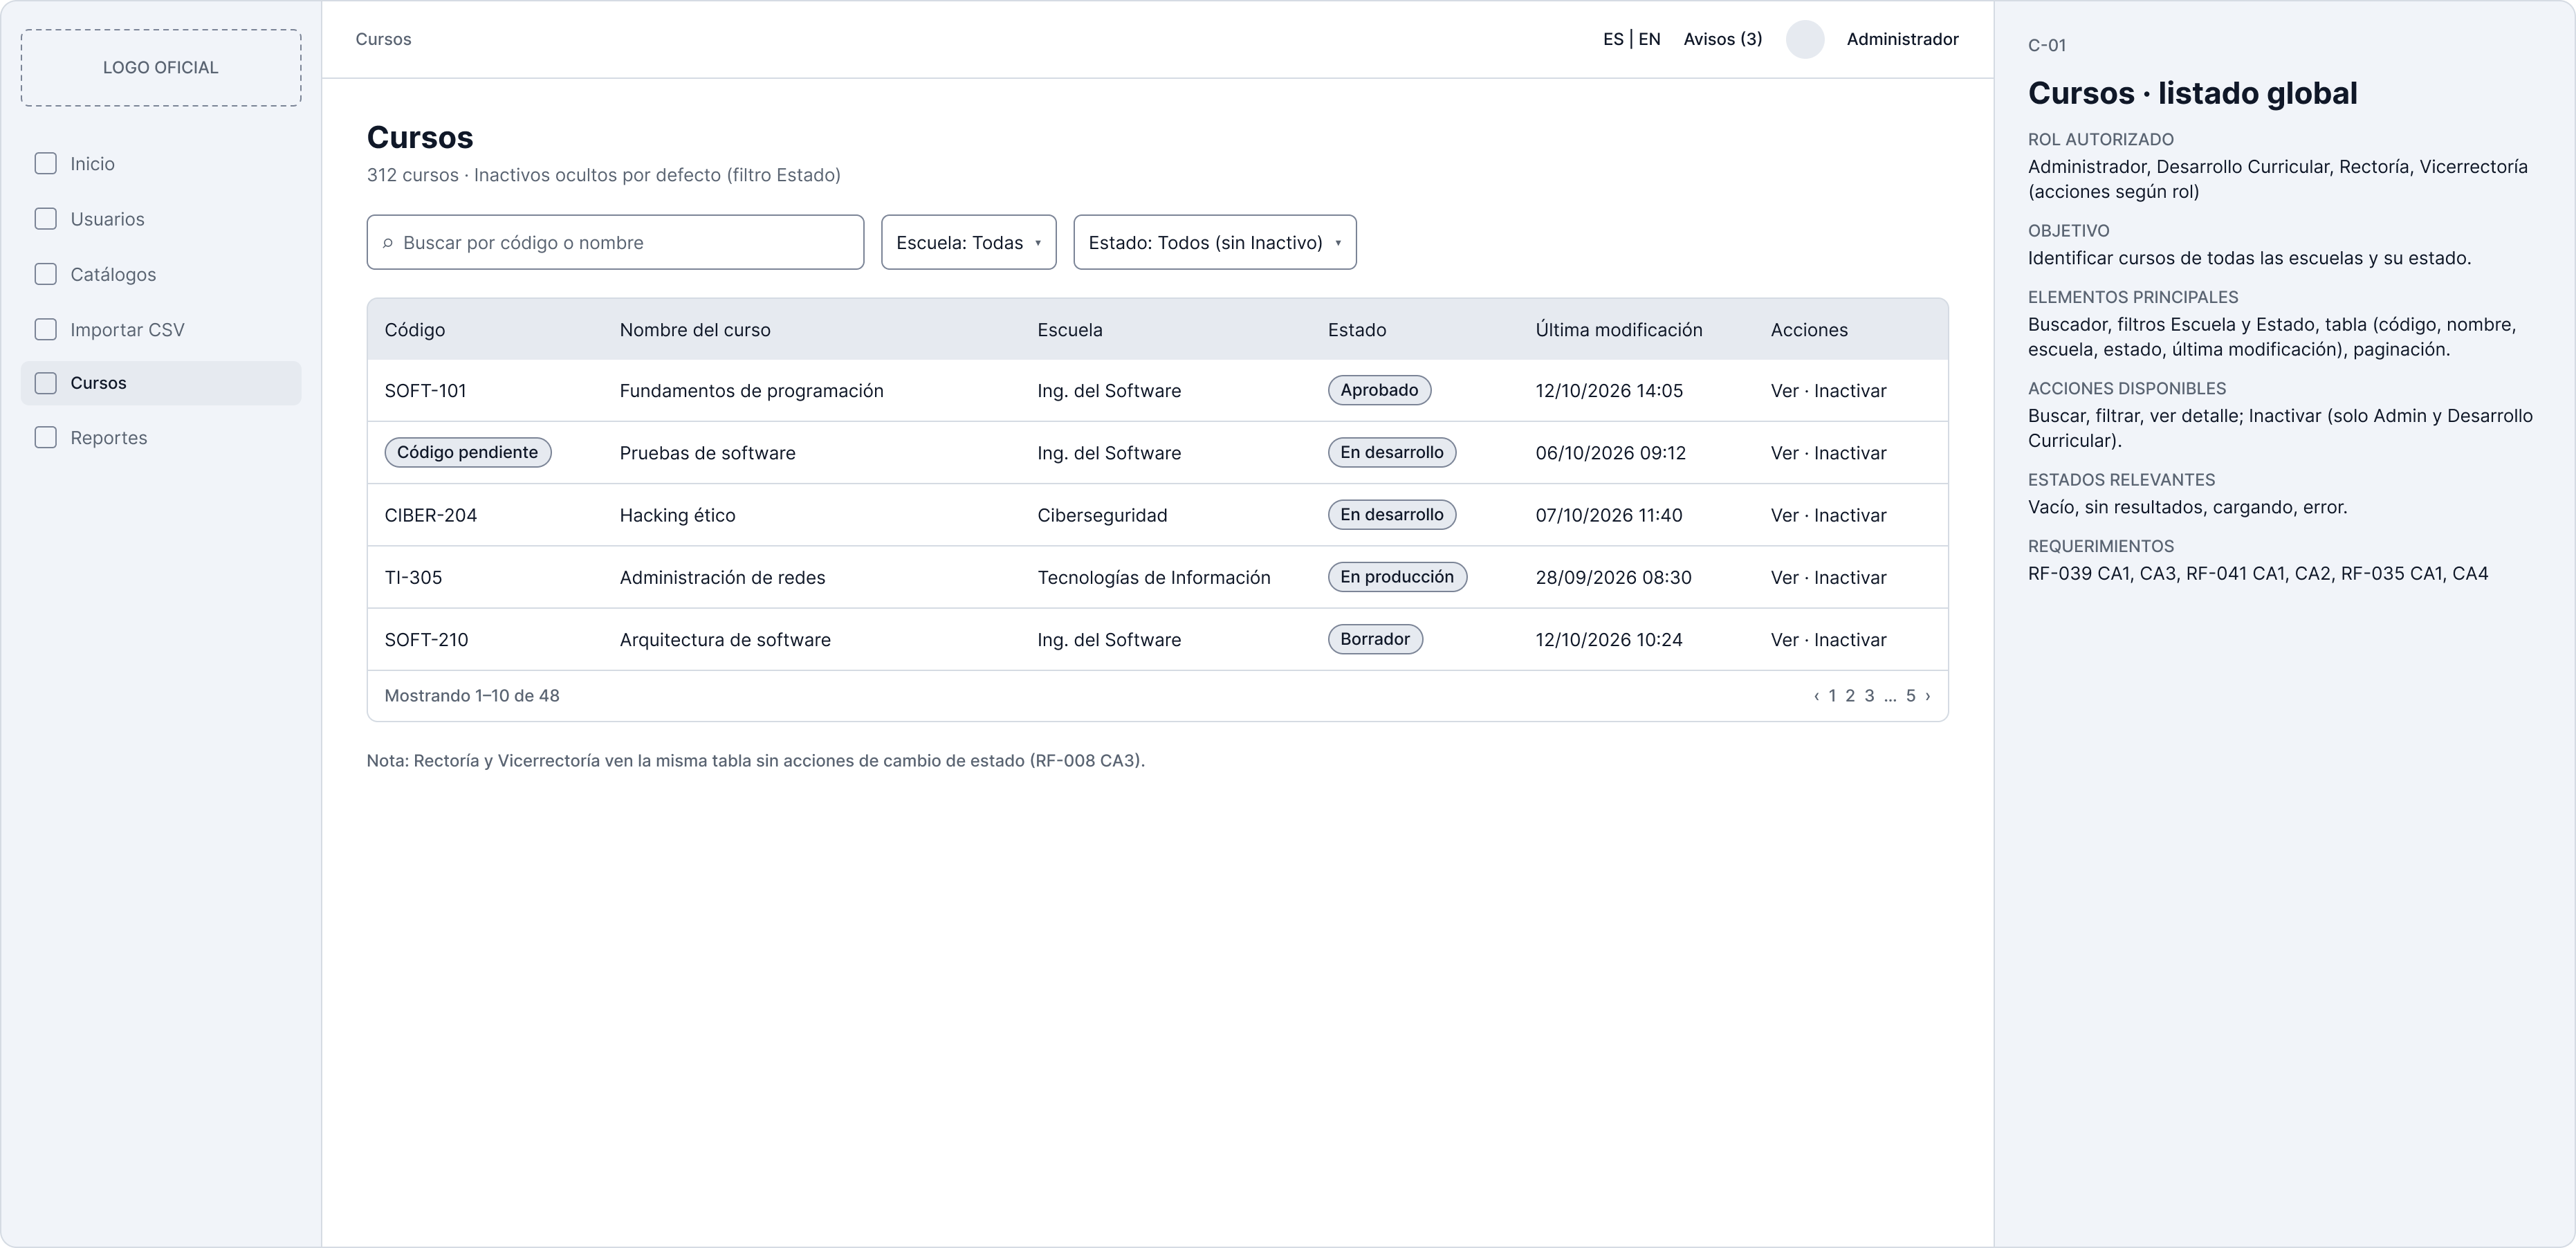 LOGO OFICIAL
Inicio
Usuarios
Catálogos
Importar CSV
Cursos
Reportes
Cursos
ES | EN Avisos (3) Administrador
Cursos
312 cursos · Inactivos ocultos por defecto (filtro Estado)
Buscar por código o nombre
Escuela: Todas
Estado: Todos (sin Inactivo)
Código Nombre del curso Escuela Estado Última modificación Acciones
SOFT-101 Fundamentos de programación Ing. del Software Aprobado 12/10/2026 14:05 Ver · Inactivar
Código pendiente Pruebas de software Ing. del Software En desarrollo 06/10/2026 09:12 Ver · Inactivar
CIBER-204 Hacking ético Ciberseguridad En desarrollo 07/10/2026 11:40 Ver · Inactivar
TI-305 Administración de redes Tecnologías de Información En producción 28/09/2026 08:30 Ver · Inactivar
SOFT-210 Arquitectura de software Ing. del Software Borrador 12/10/2026 10:24 Ver · Inactivar
Mostrando 1–10 de 48 ‹ 1 2 3 … 5 ›
Nota: Rectoría y Vicerrectoría ven la misma tabla sin acciones de cambio de estado (RF-008 CA3).
C-01
Cursos · listado global
ROL AUTORIZADO
Administrador, Desarrollo Curricular, Rectoría, Vicerrectoría
(acciones según rol)
OBJETIVO
Identificar cursos de todas las escuelas y su estado.
ELEMENTOS PRINCIPALES
Buscador, filtros Escuela y Estado, tabla (código, nombre,
escuela, estado, última modificación), paginación.
ACCIONES DISPONIBLES
Buscar, filtrar, ver detalle; Inactivar (solo Admin y Desarrollo
Curricular).
ESTADOS RELEVANTES
Vacío, sin resultados, cargando, error.
REQUERIMIENTOS
RF-039 CA1, CA3, RF-041 CA1, CA2, RF-035 CA1, CA4